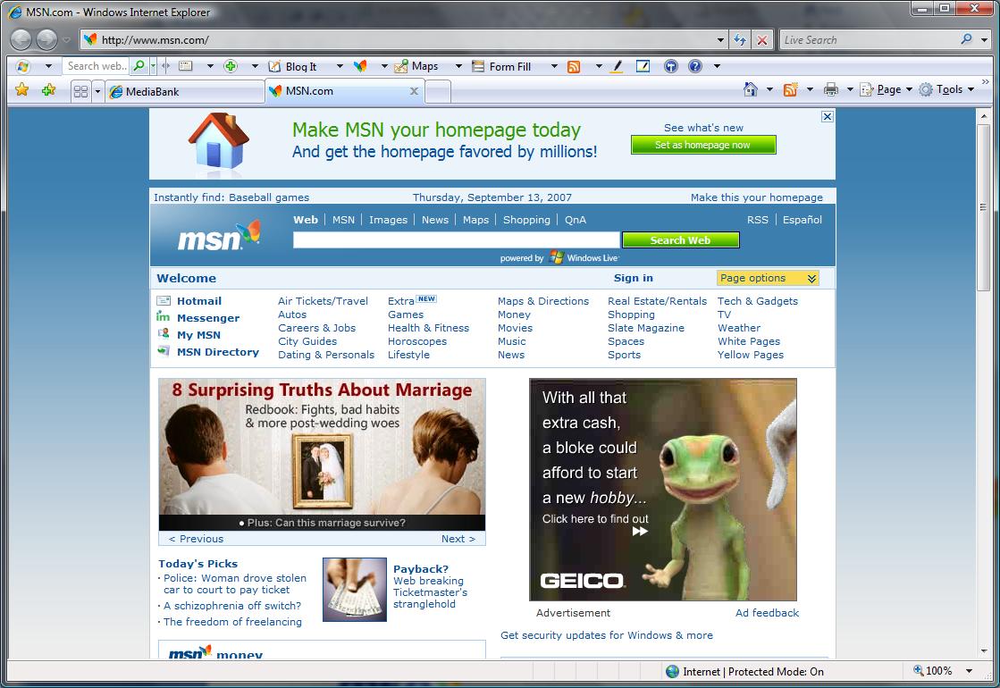 MSN.com - Windows Internet Explorer
http://www.msn.com/
Live Search
Search web..
Blog It
Maps
Form Fill
MediaBank
MSN.com
Page
Tools
Make MSN your homepage today
And get the homepage favored by millions!
See what's new
Set as homepage now
Instantly find: Baseball games
Thursday, September 13, 2007
Make this your homepage
msn
Web | MSN | Images | News | Maps | Shopping | QnA
RSS | Español
Search Web
powered by Windows Live
Welcome
Sign in
Page options
Hotmail
im Messenger
My MSN
MSN Directory
Air Tickets/Travel
Autos
Careers & Jobs
City Guides
Dating & Personals
Extra NEW
Games
Health & Fitness
Horoscopes
Lifestyle
Maps & Directions
Money
Movies
Music
News
Real Estate/Rentals
Shopping
Slate Magazine
Spaces
Sports
Tech & Gadgets
TV
Weather
White Pages
Yellow Pages
8 Surprising Truths About Marriage
Redbook: Fights, bad habits
& more post-wedding woes
• Plus: Can this marriage survive?
< Previous
Next >
Today's Picks
· Police: Woman drove stolen
car to court to pay ticket
· A schizophrenia off switch?
· The freedom of freelancing
Payback?
Web breaking
Ticketmaster's
stranglehold
msn money
With all that
extra cash,
a bloke could
afford to start
a new hobby...
Click here to find out
GEICO
Advertisement
Ad feedback
Get security updates for Windows & more
Internet | Protected Mode: On
100%